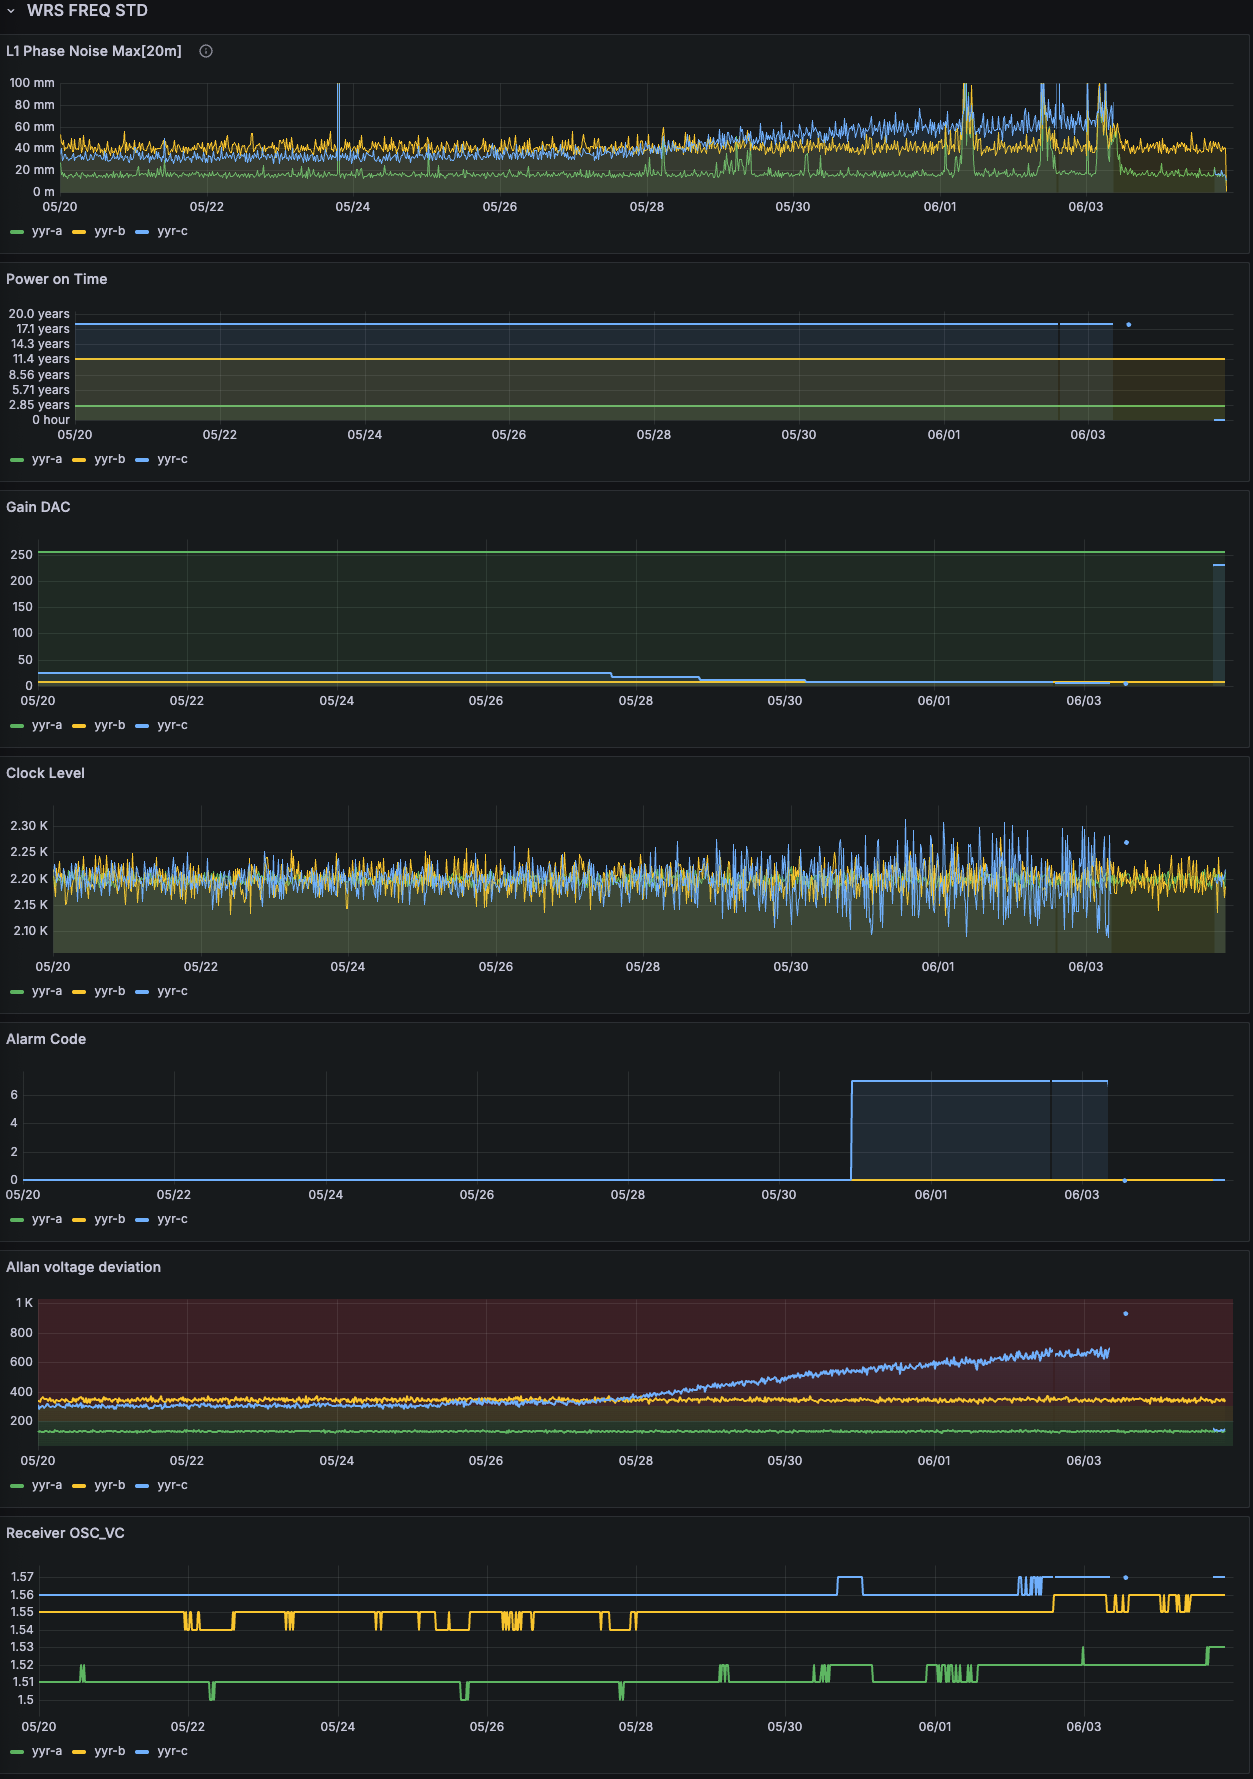 WRS FREQ STD
L1 Phase Noise Max[20m]
100 mm
80 mm
60 mm
40 mm
20 mm
0 m
05/20 05/22 05/24 05/26 05/28 05/30 06/01 06/03
yyr-a yyr-b yyr-c
Power on Time
20.0 years
17.1 years
14.3 years
11.4 years
8.56 years
5.71 years
2.85 years
0 hour
05/20 05/22 05/24 05/26 05/28 05/30 06/01 06/03
yyr-a yyr-b yyr-c
Gain DAC
250
200
150
100
50
0
05/20 05/22 05/24 05/26 05/28 05/30 06/01 06/03
yyr-a yyr-b yyr-c
Clock Level
2.30 K
2.25 K
2.20 K
2.15 K
2.10 K
05/20 05/22 05/24 05/26 05/28 05/30 06/01 06/03
yyr-a yyr-b yyr-c
Alarm Code
6
4
2
0
05/20 05/22 05/24 05/26 05/28 05/30 06/01 06/03
yyr-a yyr-b yyr-c
Allan voltage deviation
1 K
800
600
400
200
05/20 05/22 05/24 05/26 05/28 05/30 06/01 06/03
yyr-a yyr-b yyr-c
Receiver OSC_VC
1.57
1.56
1.55
1.54
1.53
1.52
1.51
1.5
05/20 05/22 05/24 05/26 05/28 05/30 06/01 06/03
yyr-a yyr-b yyr-c